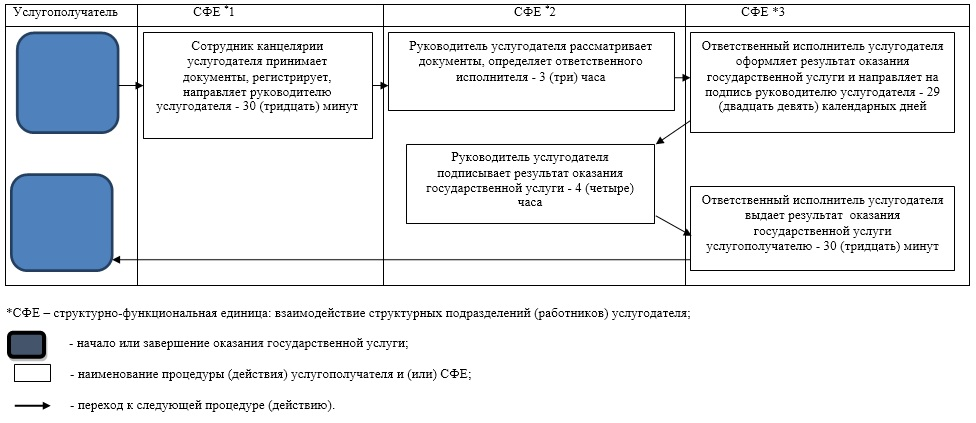 Услугополучатель
СФЕ *1
СФЕ *2
СФЕ *3
Сотрудник канцелярии
услугодателя принимает
документы, регистрирует,
направляет руководителю
услугодателя - 30 (тридцать) минут
Руководитель услугодателя рассматривает
документы, определяет ответственного
исполнителя - 3 (три) часа
Ответственный исполнитель услугодателя
оформляет результат оказания
государственной услуги и направляет на
подпись руководителю услугодателя - 29
(двадцать девять) календарных дней
Руководитель услугодателя
подписывает результат оказания
государственной услуги - 4 (четыре)
часа
Ответственный исполнитель услугодателя
выдает результат оказания
государственной услуги
услугополучателю - 30 (тридцать) минут
*СФЕ – структурно-функциональная единица: взаимодействие структурных подразделений (работников) услугодателя;
- начало или завершение оказания государственной услуги;
- наименование процедуры (действия) услугополучателя и (или) СФЕ;
- переход к следующей процедуре (действию).